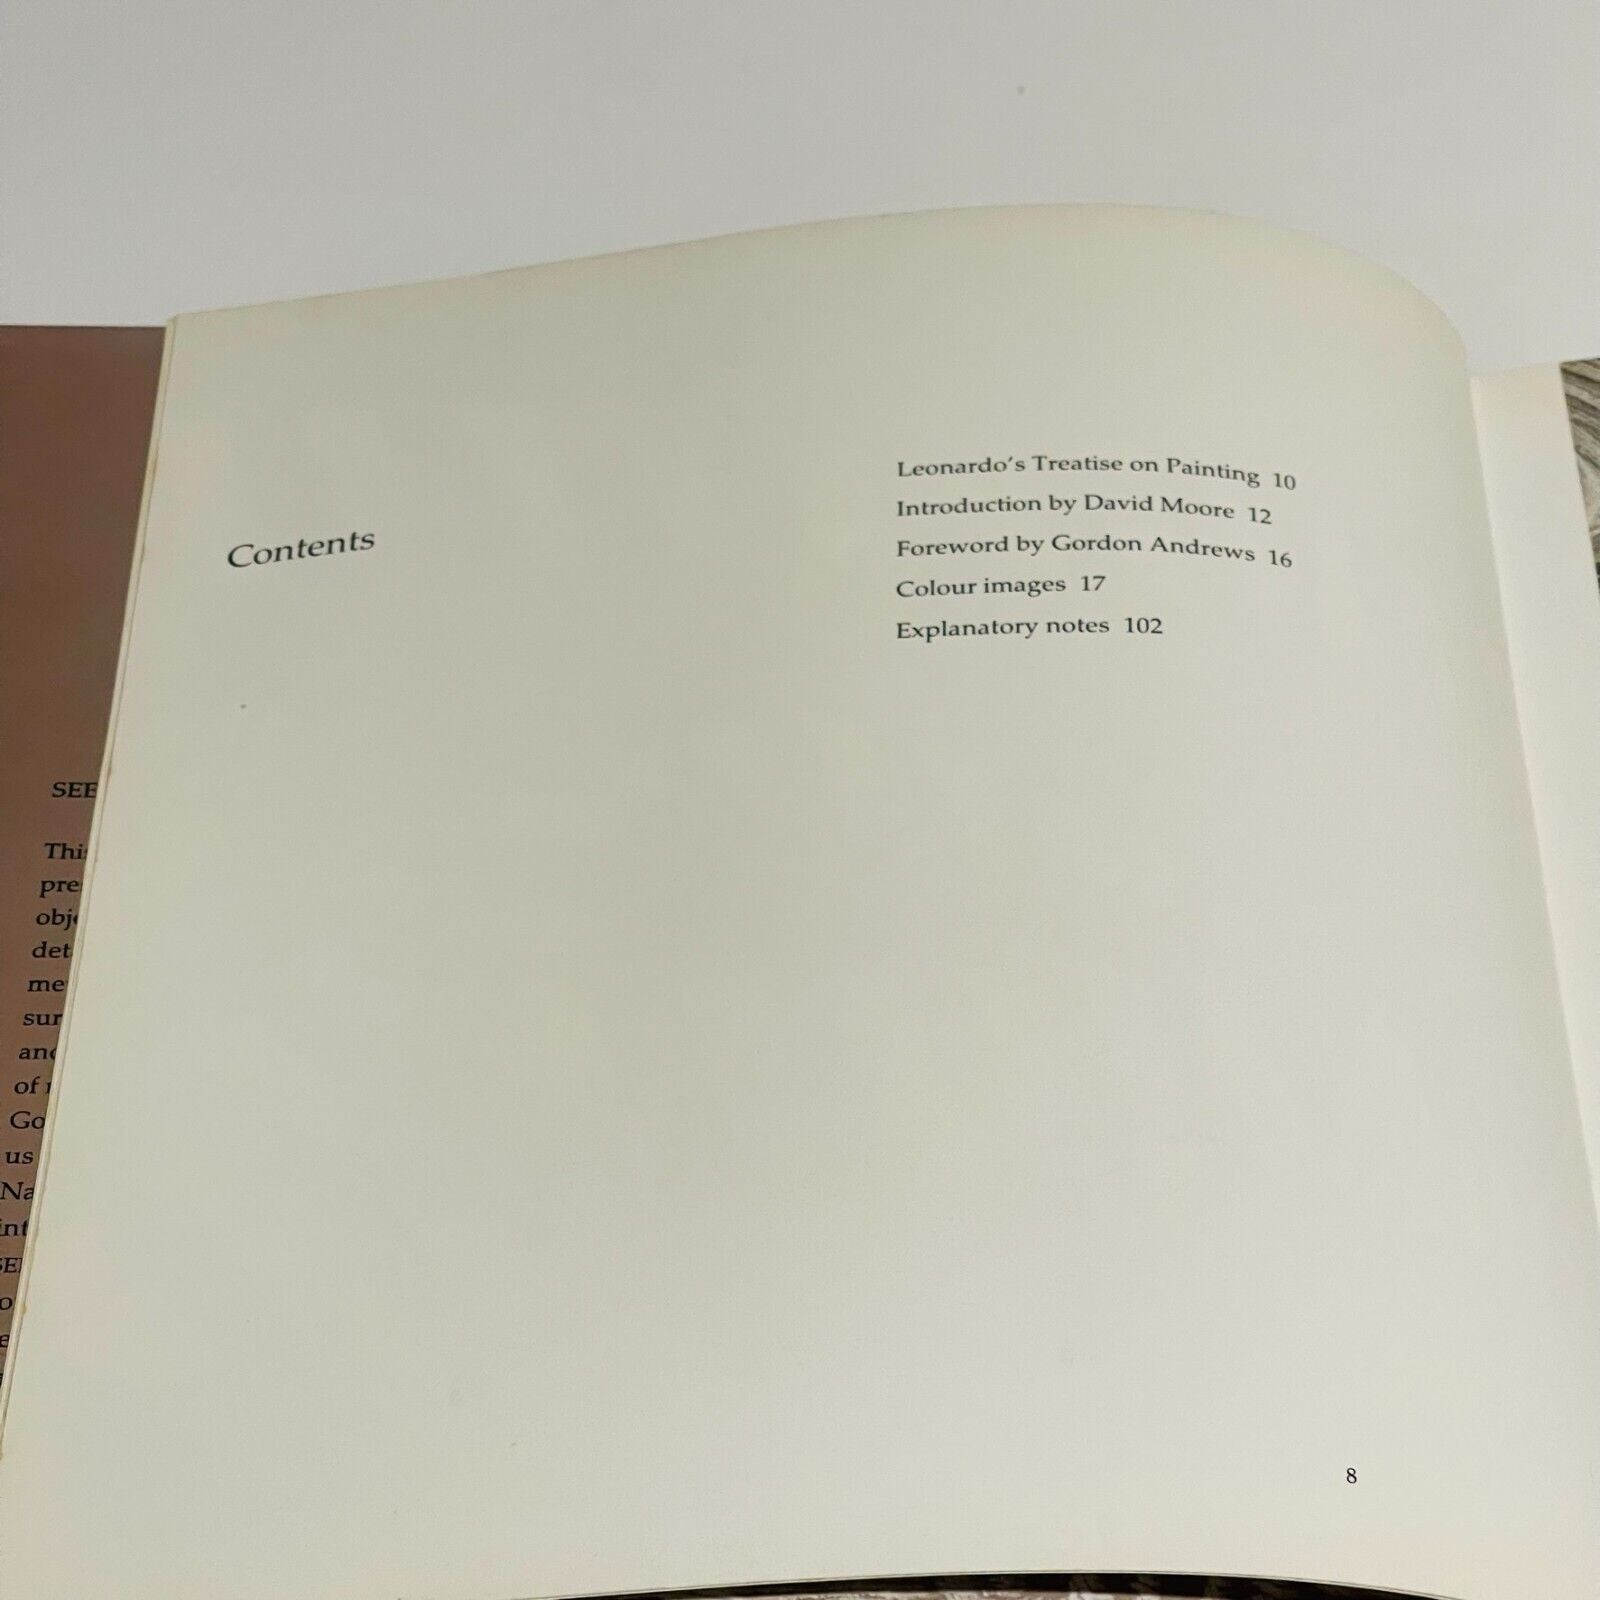 Contents
Leonardo's Treatise on Painting 10
Introduction by David Moore 12
Foreword by Gordon Andrews 16
Colour images 17
Explanatory notes 102
8